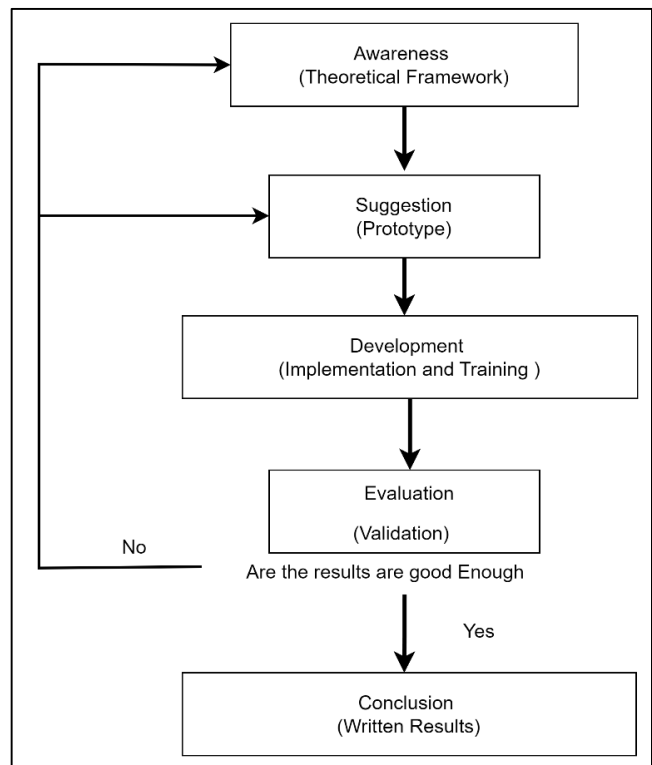 Awareness
(Theoretical Framework)
Suggestion
(Prototype)
Development
(Implementation and Training )
Evaluation
(Validation)
No
Are the results are good Enough
Yes
Conclusion
(Written Results)